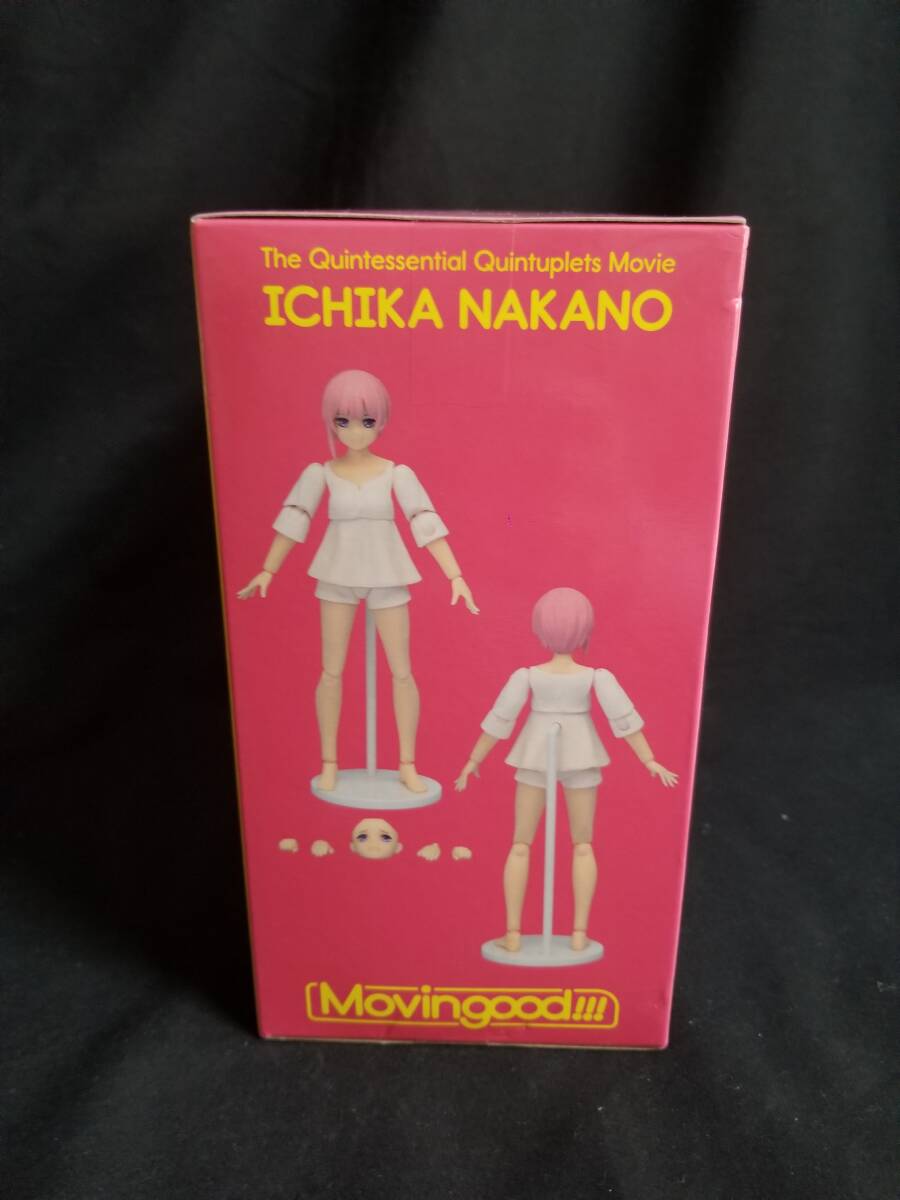 The Quintessential Quintuplets Movie
ICHIKA NAKANO
Movingood!!!